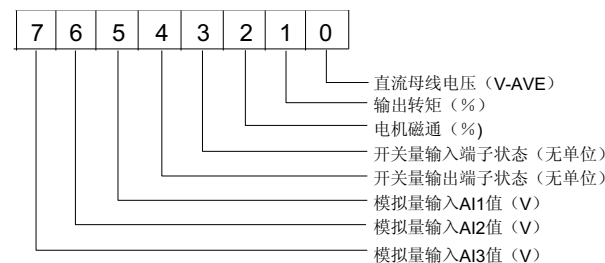 7 6 5 4 3 2 1 0
直流母线电压（V-AVE）
输出转矩（%）
电机磁通（%)
开关量输入端子状态（无单位）
开关量输出端子状态（无单位）
模拟量输入AI1值（V）
模拟量输入AI2值（V）
模拟量输入AI3值（V）